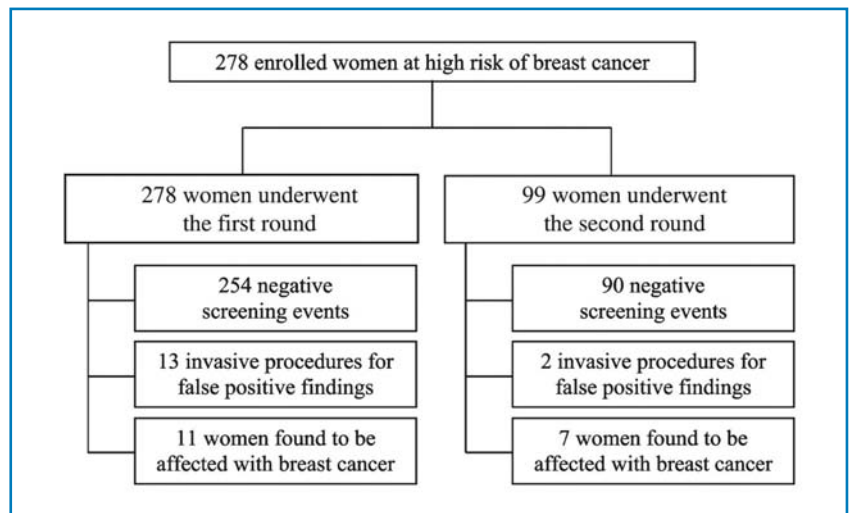 278 enrolled women at high risk of breast cancer
278 women underwent
the first round
254 negative
screening events
13 invasive procedures for
false positive findings
11 women found to be
affected with breast cancer
99 women underwent
the second round
90 negative
screening events
2 invasive procedures for
false positive findings
7 women found to be
affected with breast cancer